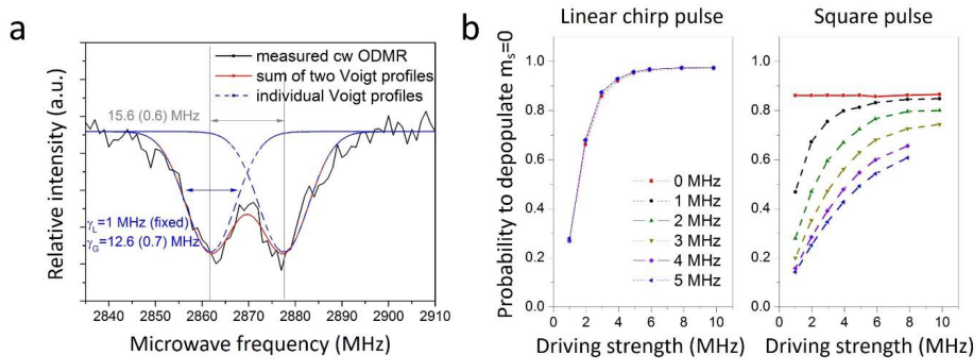 a
Relative intensity (a.u.)
measured cw ODMR
sum of two Voigt profiles
individual Voigt profiles
15.6 (0.6) MHz
γL=1 MHz (fixed)
γG=12.6 (0.7) MHz
2840 2850 2860 2870 2880 2890 2900 2910
Microwave frequency (MHz)
b
Linear chirp pulse
Square pulse
Probability to depopulate ms=0
1.0
0.8
0.6
0.4
0.2
0.0
0 MHz
1 MHz
2 MHz
3 MHz
4 MHz
5 MHz
0 2 4 6 8 10
Driving strength (MHz)
1.0
0.8
0.6
0.4
0.2
0.0
0 2 4 6 8 10
Driving strength (MHz)